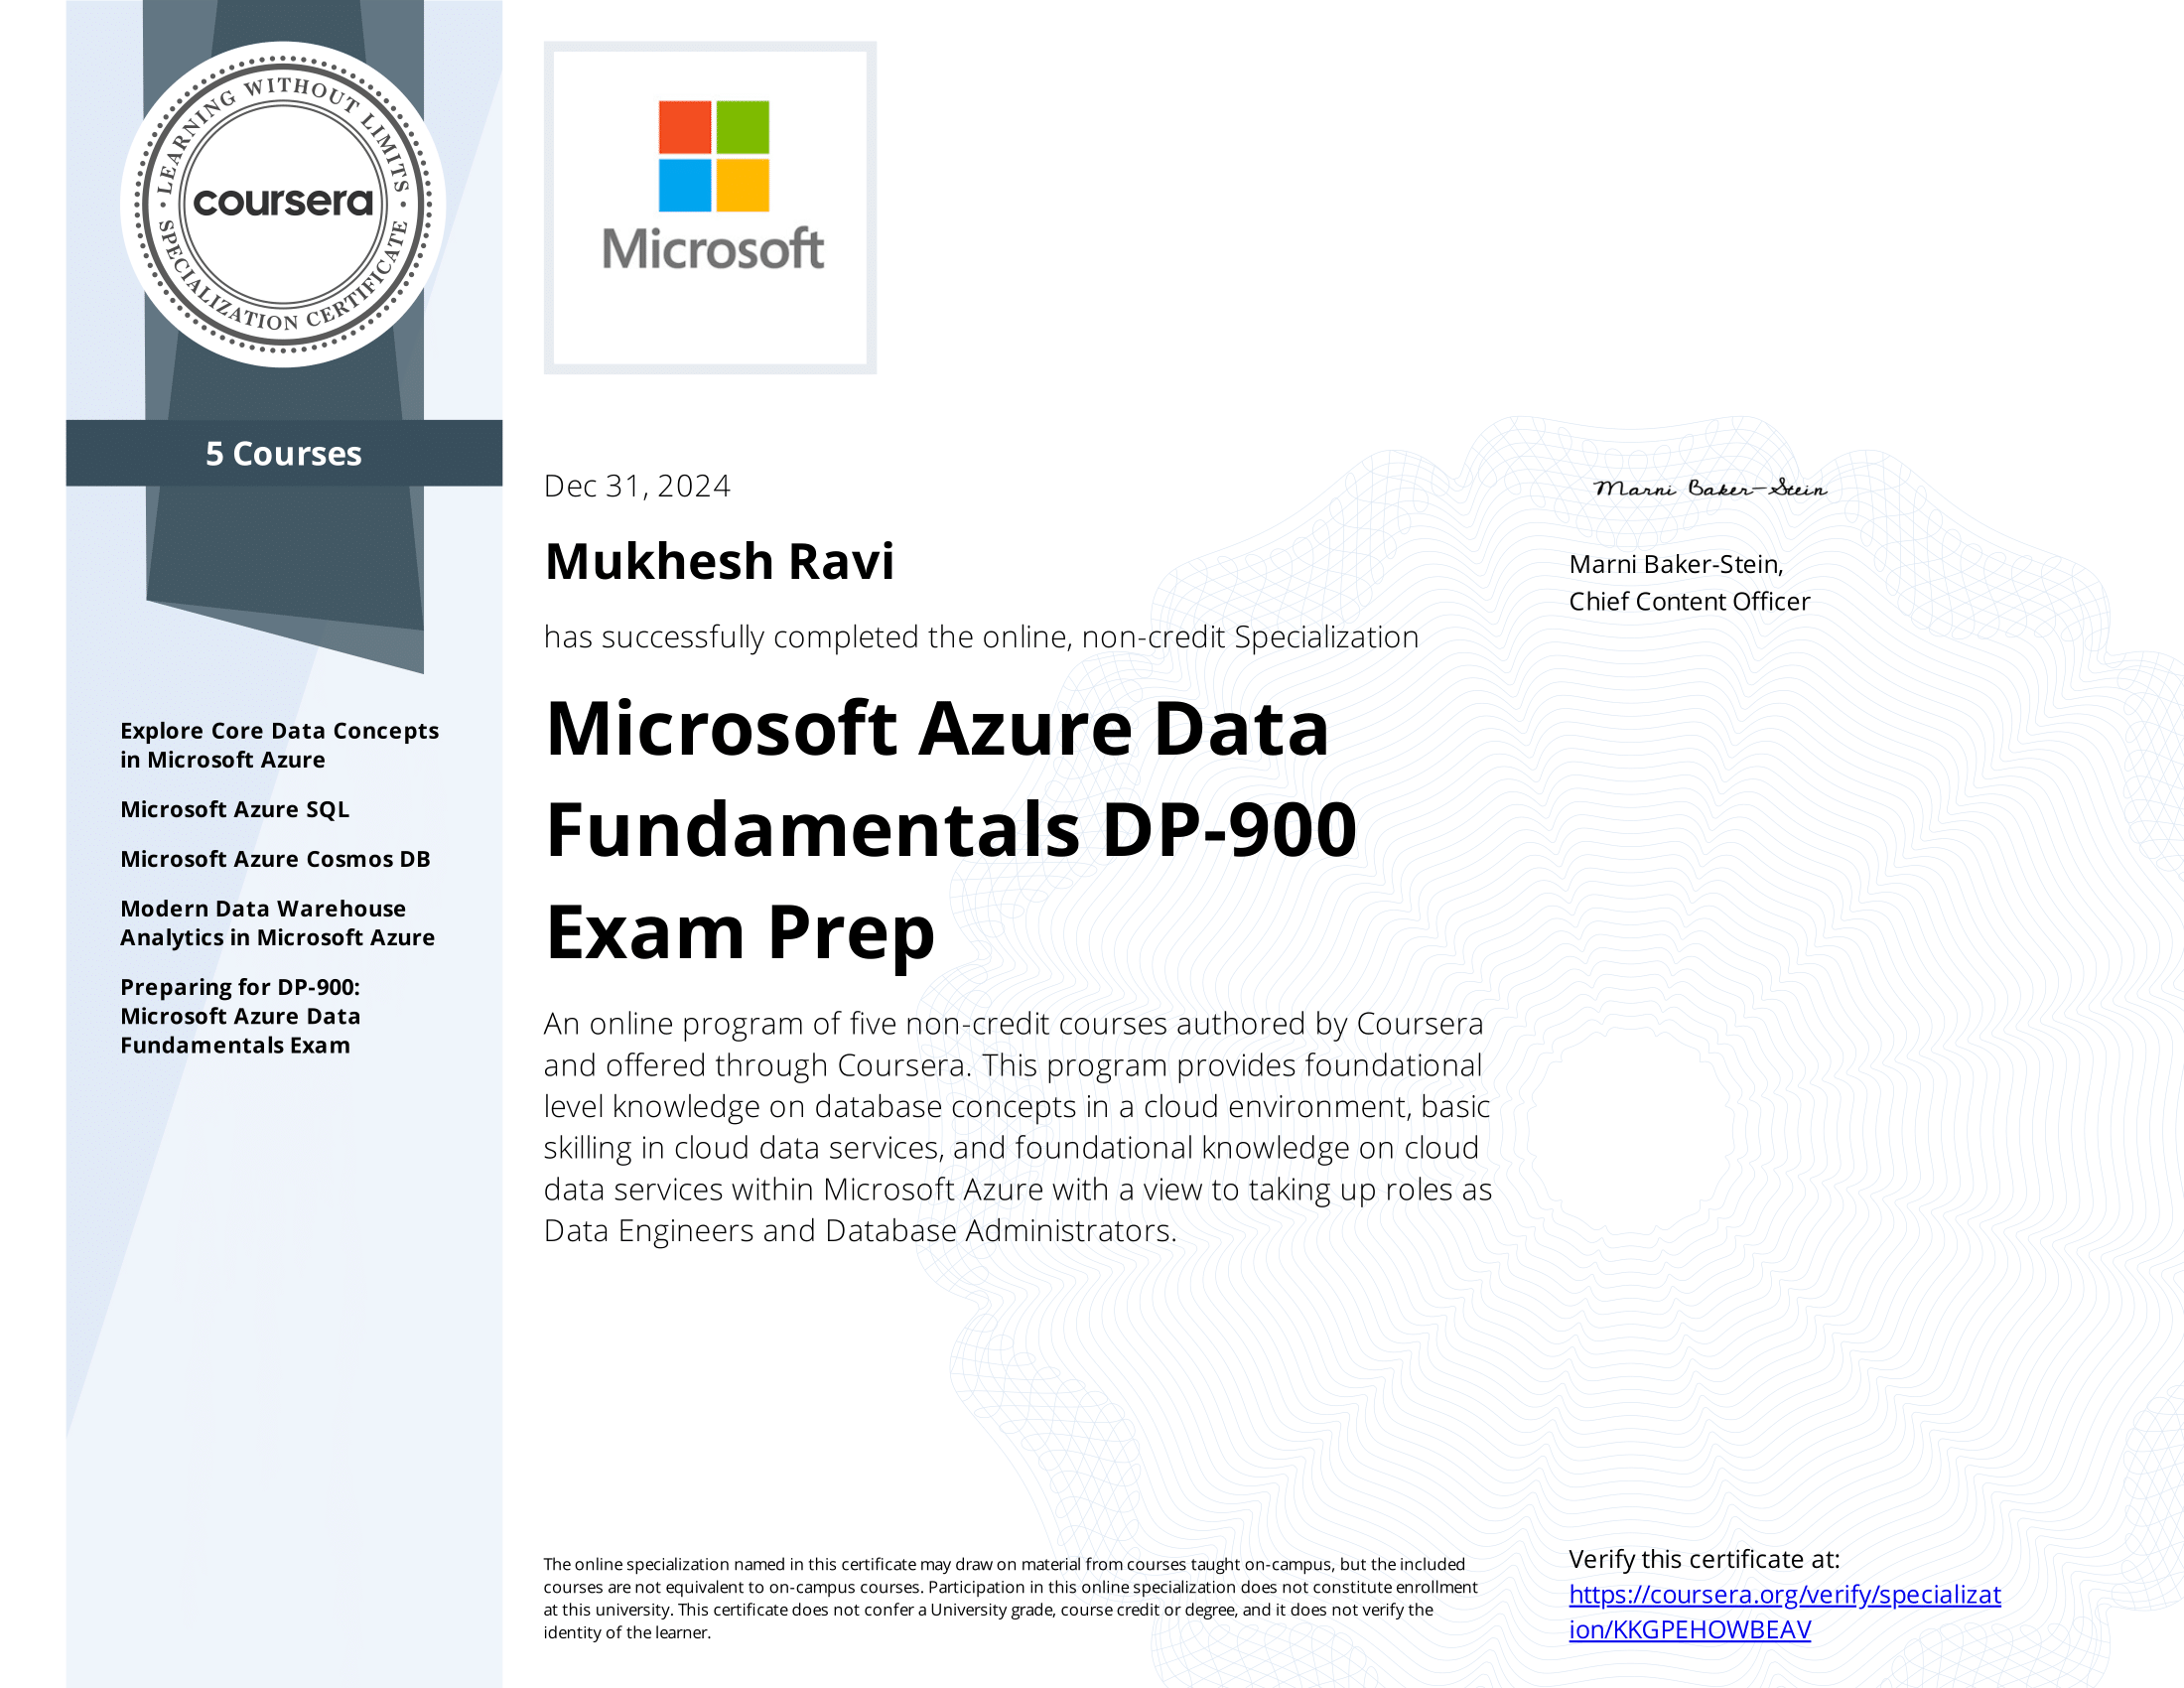 LEARNING WITHOUT LIMITS
coursera
SPECIALIZATION CERTIFICATE
5 Courses
Explore Core Data Concepts
in Microsoft Azure
Microsoft Azure SQL
Microsoft Azure Cosmos DB
Modern Data Warehouse
Analytics in Microsoft Azure
Preparing for DP-900:
Microsoft Azure Data
Fundamentals Exam
Microsoft
Dec 31, 2024
Mukhesh Ravi
has successfully completed the online, non-credit Specialization
Microsoft Azure Data
Fundamentals DP-900
Exam Prep
An online program of five non-credit courses authored by Coursera
and offered through Coursera. This program provides foundational
level knowledge on database concepts in a cloud environment, basic
skilling in cloud data services, and foundational knowledge on cloud
data services within Microsoft Azure with a view to taking up roles as
Data Engineers and Database Administrators.
Marni Baker-Stein
Marni Baker-Stein,
Chief Content Officer
The online specialization named in this certificate may draw on material from courses taught on-campus, but the included
courses are not equivalent to on-campus courses. Participation in this online specialization does not constitute enrollment
at this university. This certificate does not confer a University grade, course credit or degree, and it does not verify the
identity of the learner.
Verify this certificate at:
https://coursera.org/verify/specializat
ion/KKGPEHOWBEAV